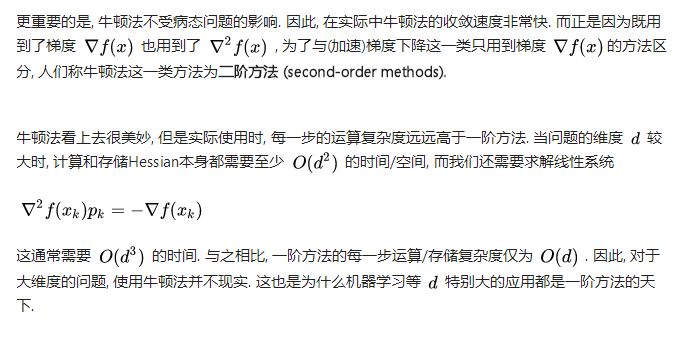 更重要的是, 牛顿法不受病态问题的影响. 因此, 在实际中牛顿法的收敛速度非常快. 而正是因为既用
到了梯度 ∇f(x) 也用到了 ∇²f(x) , 为了与(加速)梯度下降这一类只用到梯度 ∇f(x) 的方法区
分, 人们称牛顿法这一类方法为二阶方法 (second-order methods).
牛顿法看上去很美妙, 但是实际使用时, 每一步的运算复杂度远远高于一阶方法. 当问题的维度 d 较
大时, 计算和存储Hessian本身都需要至少 O(d²) 的时间/空间, 而我们还需要求解线性系统
∇²f(xₖ)pₖ = −∇f(xₖ)
这通常需要 O(d³) 的时间. 与之相比, 一阶方法的每一步运算/存储复杂度仅为 O(d) . 因此, 对于
大维度的问题, 使用牛顿法并不现实. 这也是为什么机器学习等 d 特别大的应用都是一阶方法的天
下.